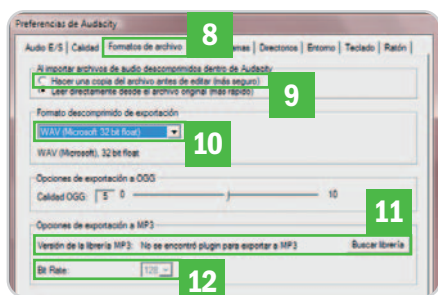 Preferencias de Audacity
8
Audio E/S | Calidad | Formatos de archivo | | Directorios | Entorno | Teclado | Ratón |
Al importar archivos de audio descomprimidos dentro de Audacity
Hacer una copia del archivo antes de editar (más seguro)
9
Leer directamente desde el archivo original (más rápido)
Formato descomprimido de exportación
WAV (Microsoft 32 bit float)
10
WAV (Microsoft), 32 bit float
Opciones de exportación a OGG
Calidad OGG: 5 0 10
11
Opciones de exportación a MP3
Versión de la librería MP3: No se encontró plugin para exportar a MP3 Buscar librería
Bit Rate: 128
12